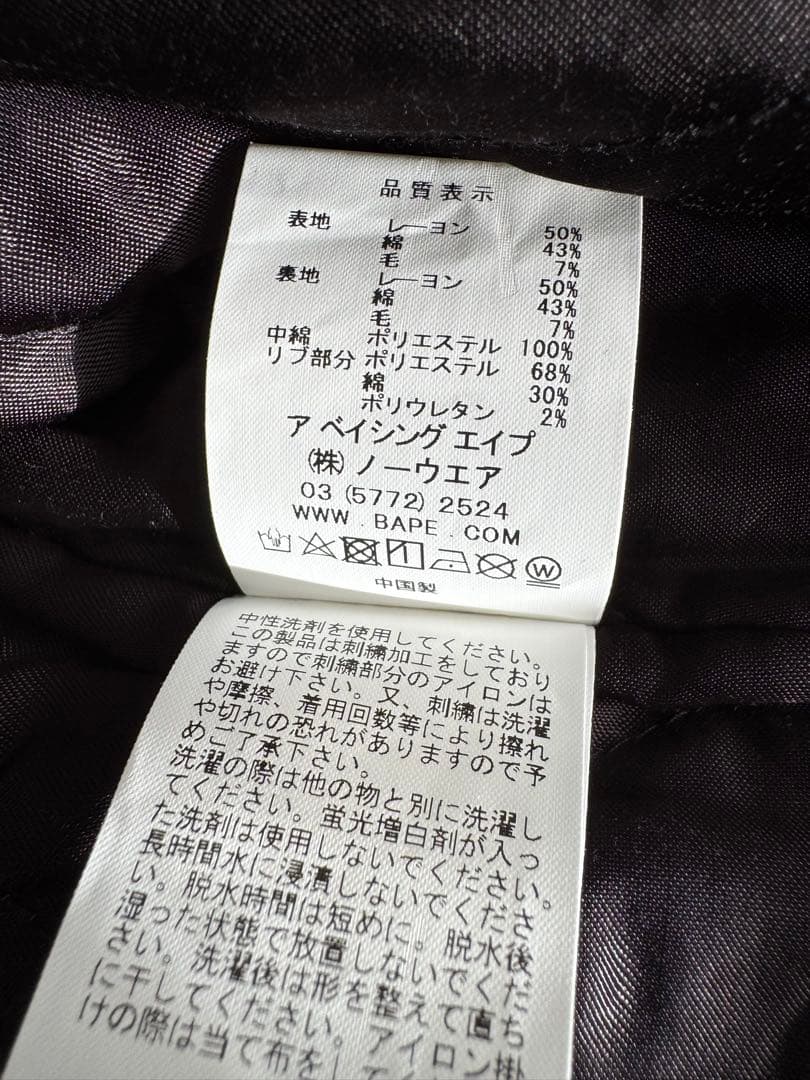 品質表示
表地 レーヨン 50%
綿 43%
毛 7%
裏地 レーヨン 50%
綿 43%
毛 7%
中綿 ポリエステル 100%
リブ部分 ポリエステル 68%
綿 30%
ポリウレタン 2%
ア ベイシング エイプ
(株) ノーウエア
03 (5772) 2524
WWW . BAPE . COM
W
中国製
中性洗剤を使用してください。
この製品は刺繍加工をしており
ますので刺繍部分のアイロンは
お避け下さい。又、刺繍は洗濯
や摩擦、着用回数等により擦れ
や切れの恐れがありますので予
めご了承下さい。
洗濯の際は他の物と別に洗濯し
てください。蛍光増白剤が入っ
た洗剤は使用しないでください。
長時間水に浸漬しないでくださ
い。脱水時間は短めに。脱水後
湿った状態で放置しないでくだ
さい。洗濯後は形を整えて直ち
に干してください。アイロン掛
けの際は当て布を